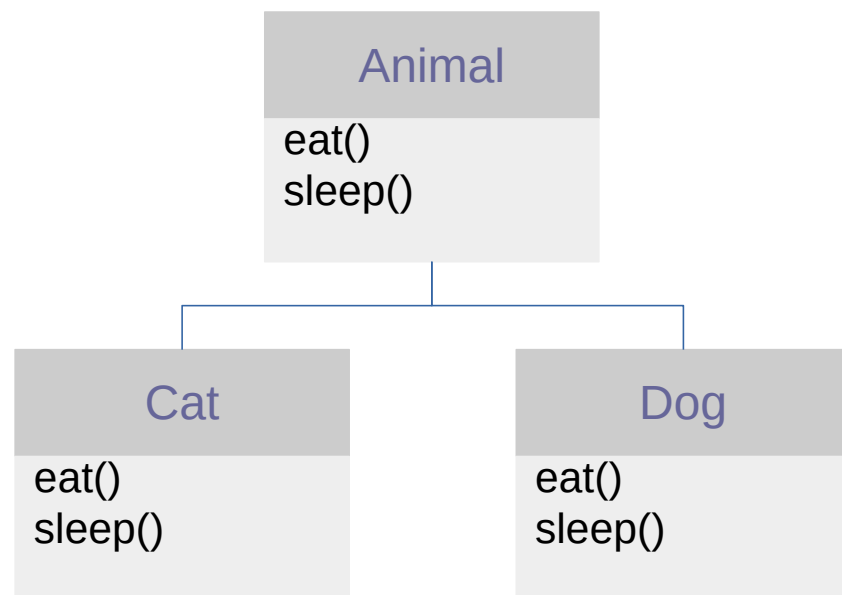 Animal
eat()
sleep()
Cat
eat()
sleep()
Dog
eat()
sleep()